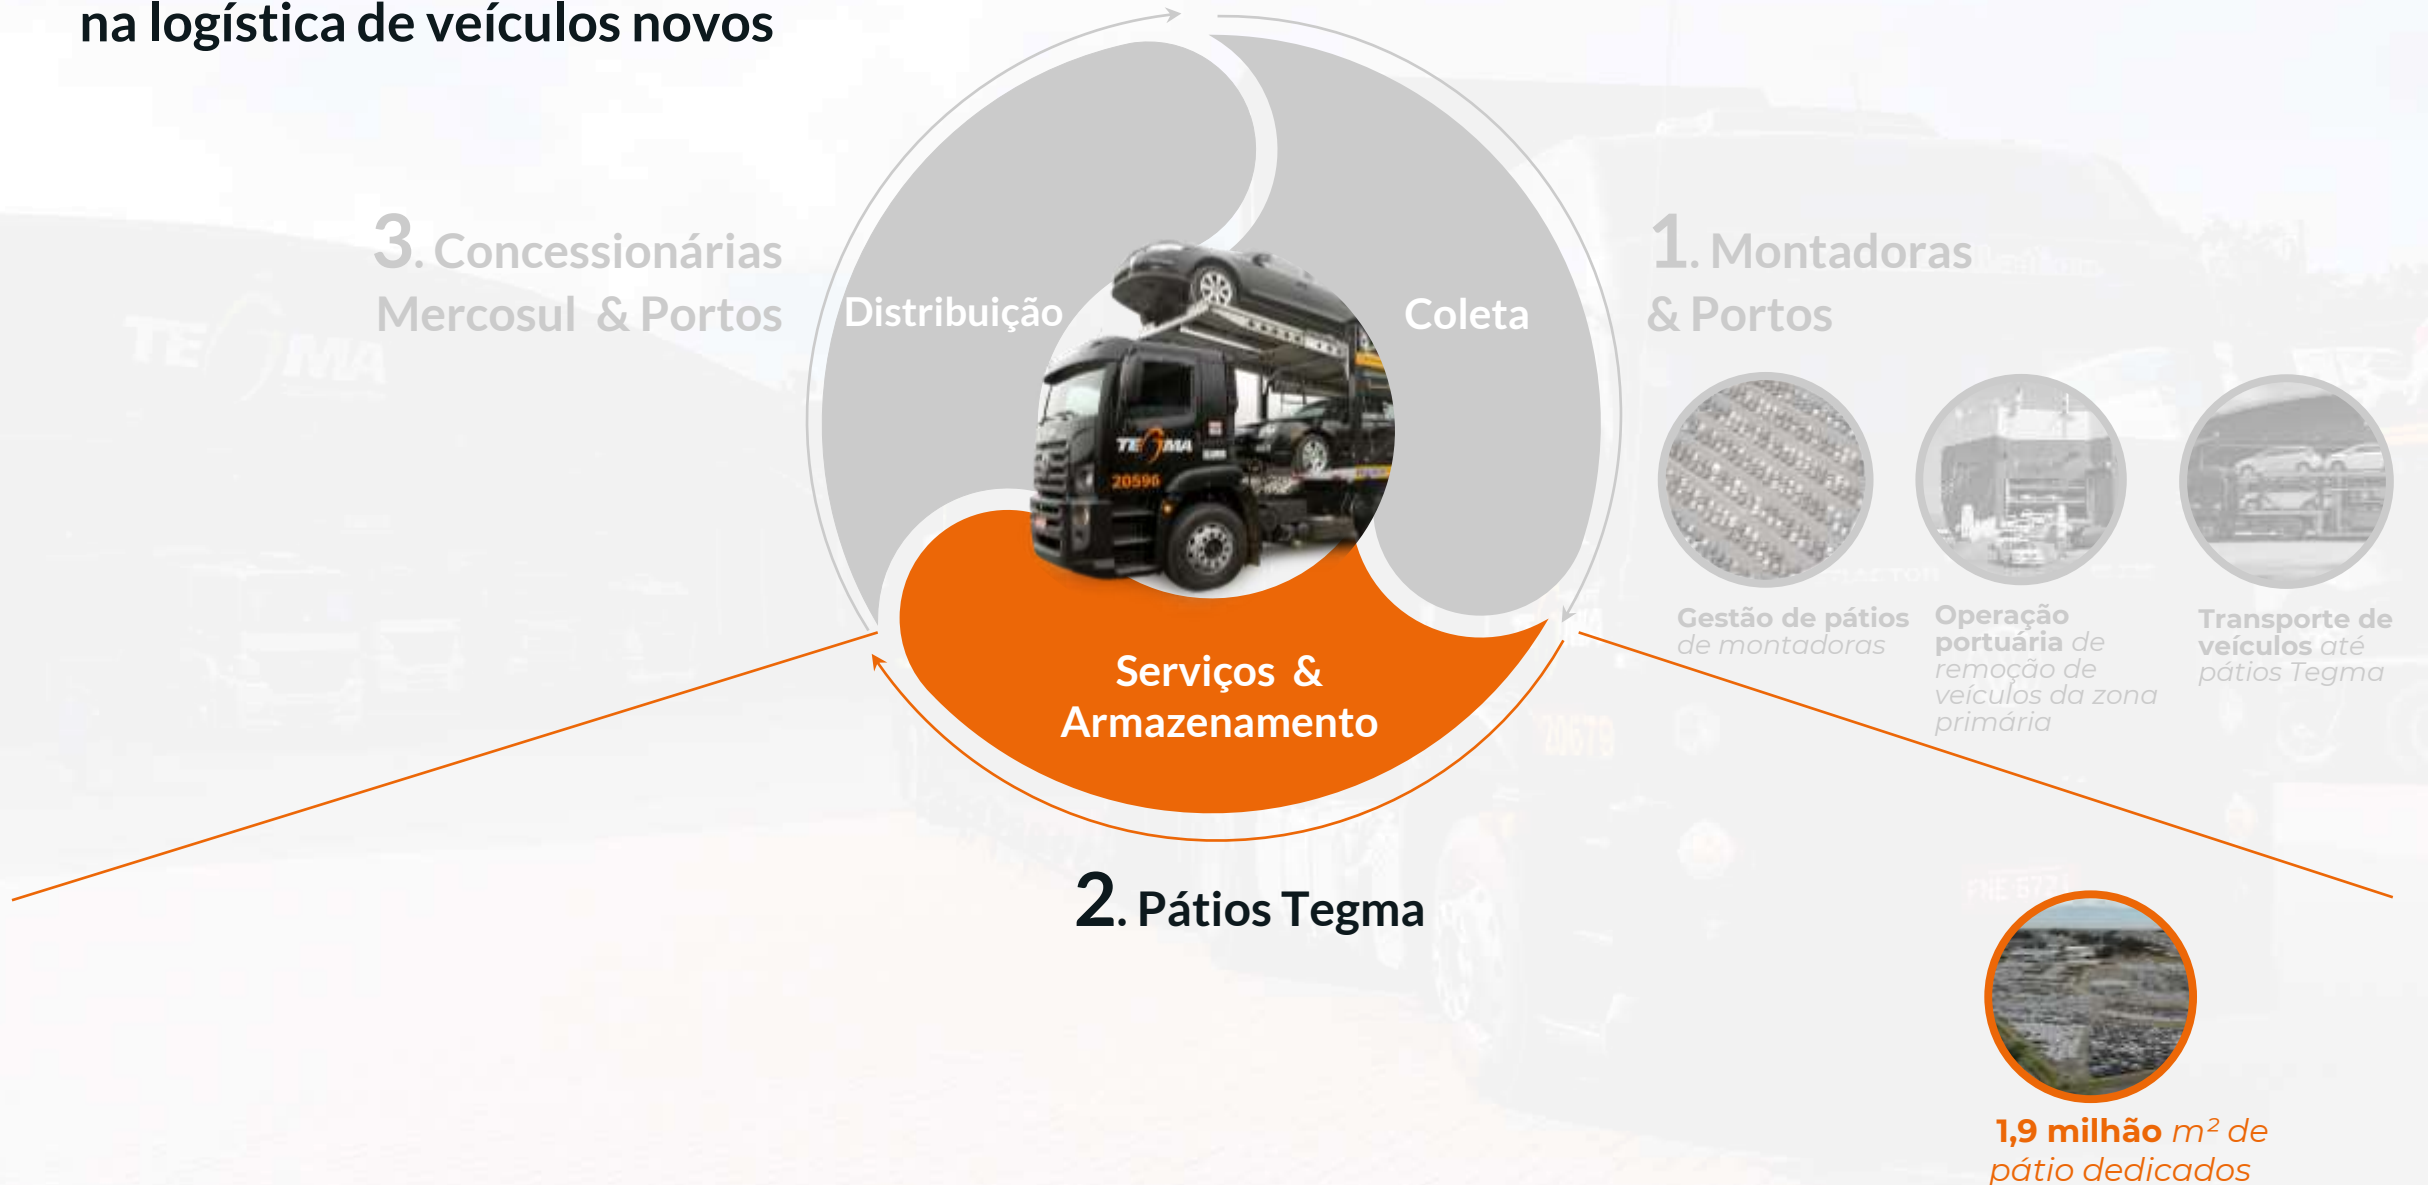 na logística de veículos novos
3. Concessionárias
Mercosul & Portos
Distribuição
Coleta
1. Montadoras
& Portos
TEGMA
TEGMA
20596
Gestão de pátios
de montadoras
Operação
portuária de
remoção de
veículos da zona
primária
Transporte de
veículos até
pátios Tegma
Serviços &
Armazenamento
20679
2. Pátios Tegma
1,9 milhão m² de
pátio dedicados